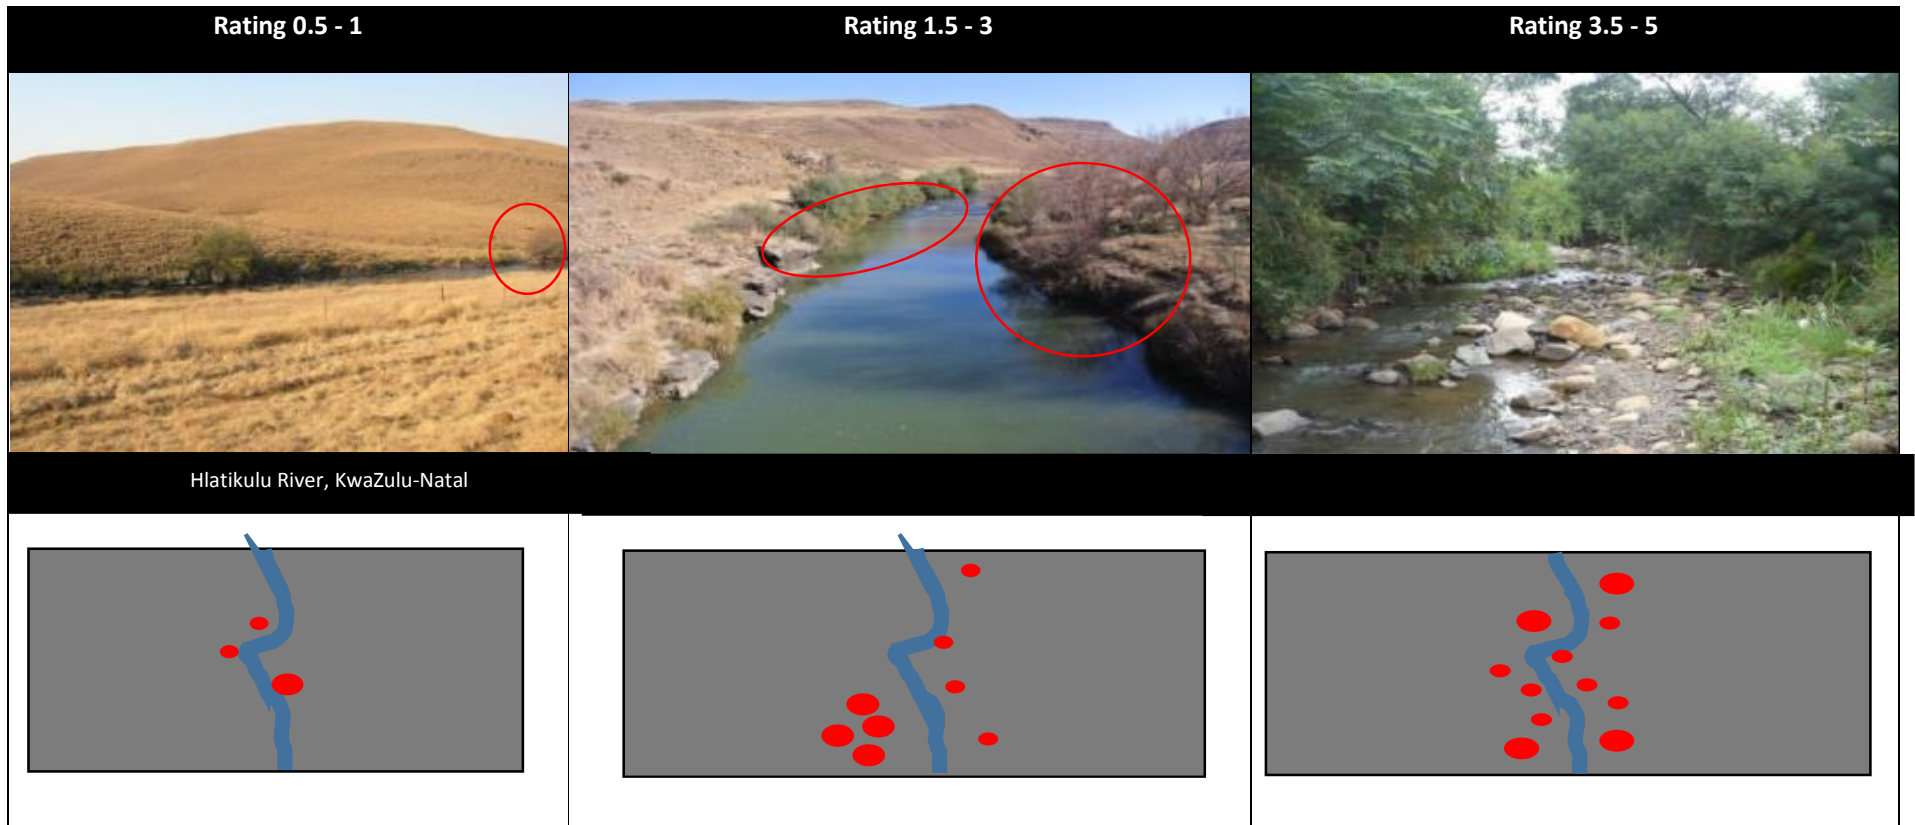 Rating 0.5 - 1
Rating 1.5 - 3
Rating 3.5 - 5
Hlatikulu River, KwaZulu-Natal